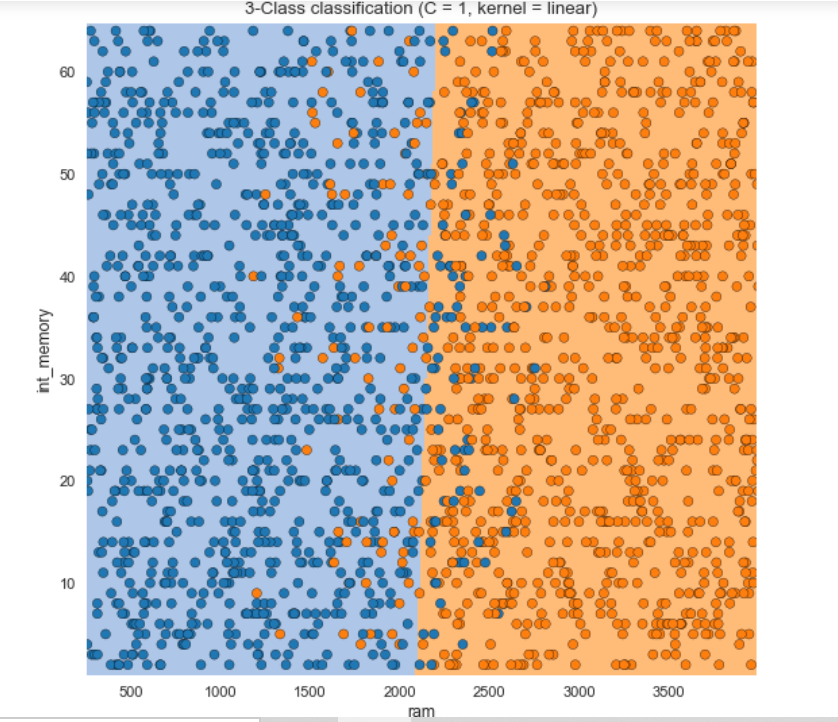 3-Class classification (C = 1, kernel = linear)
60
50
40
30
20
10
int_memory
500 1000 1500 2000 2500 3000 3500
ram